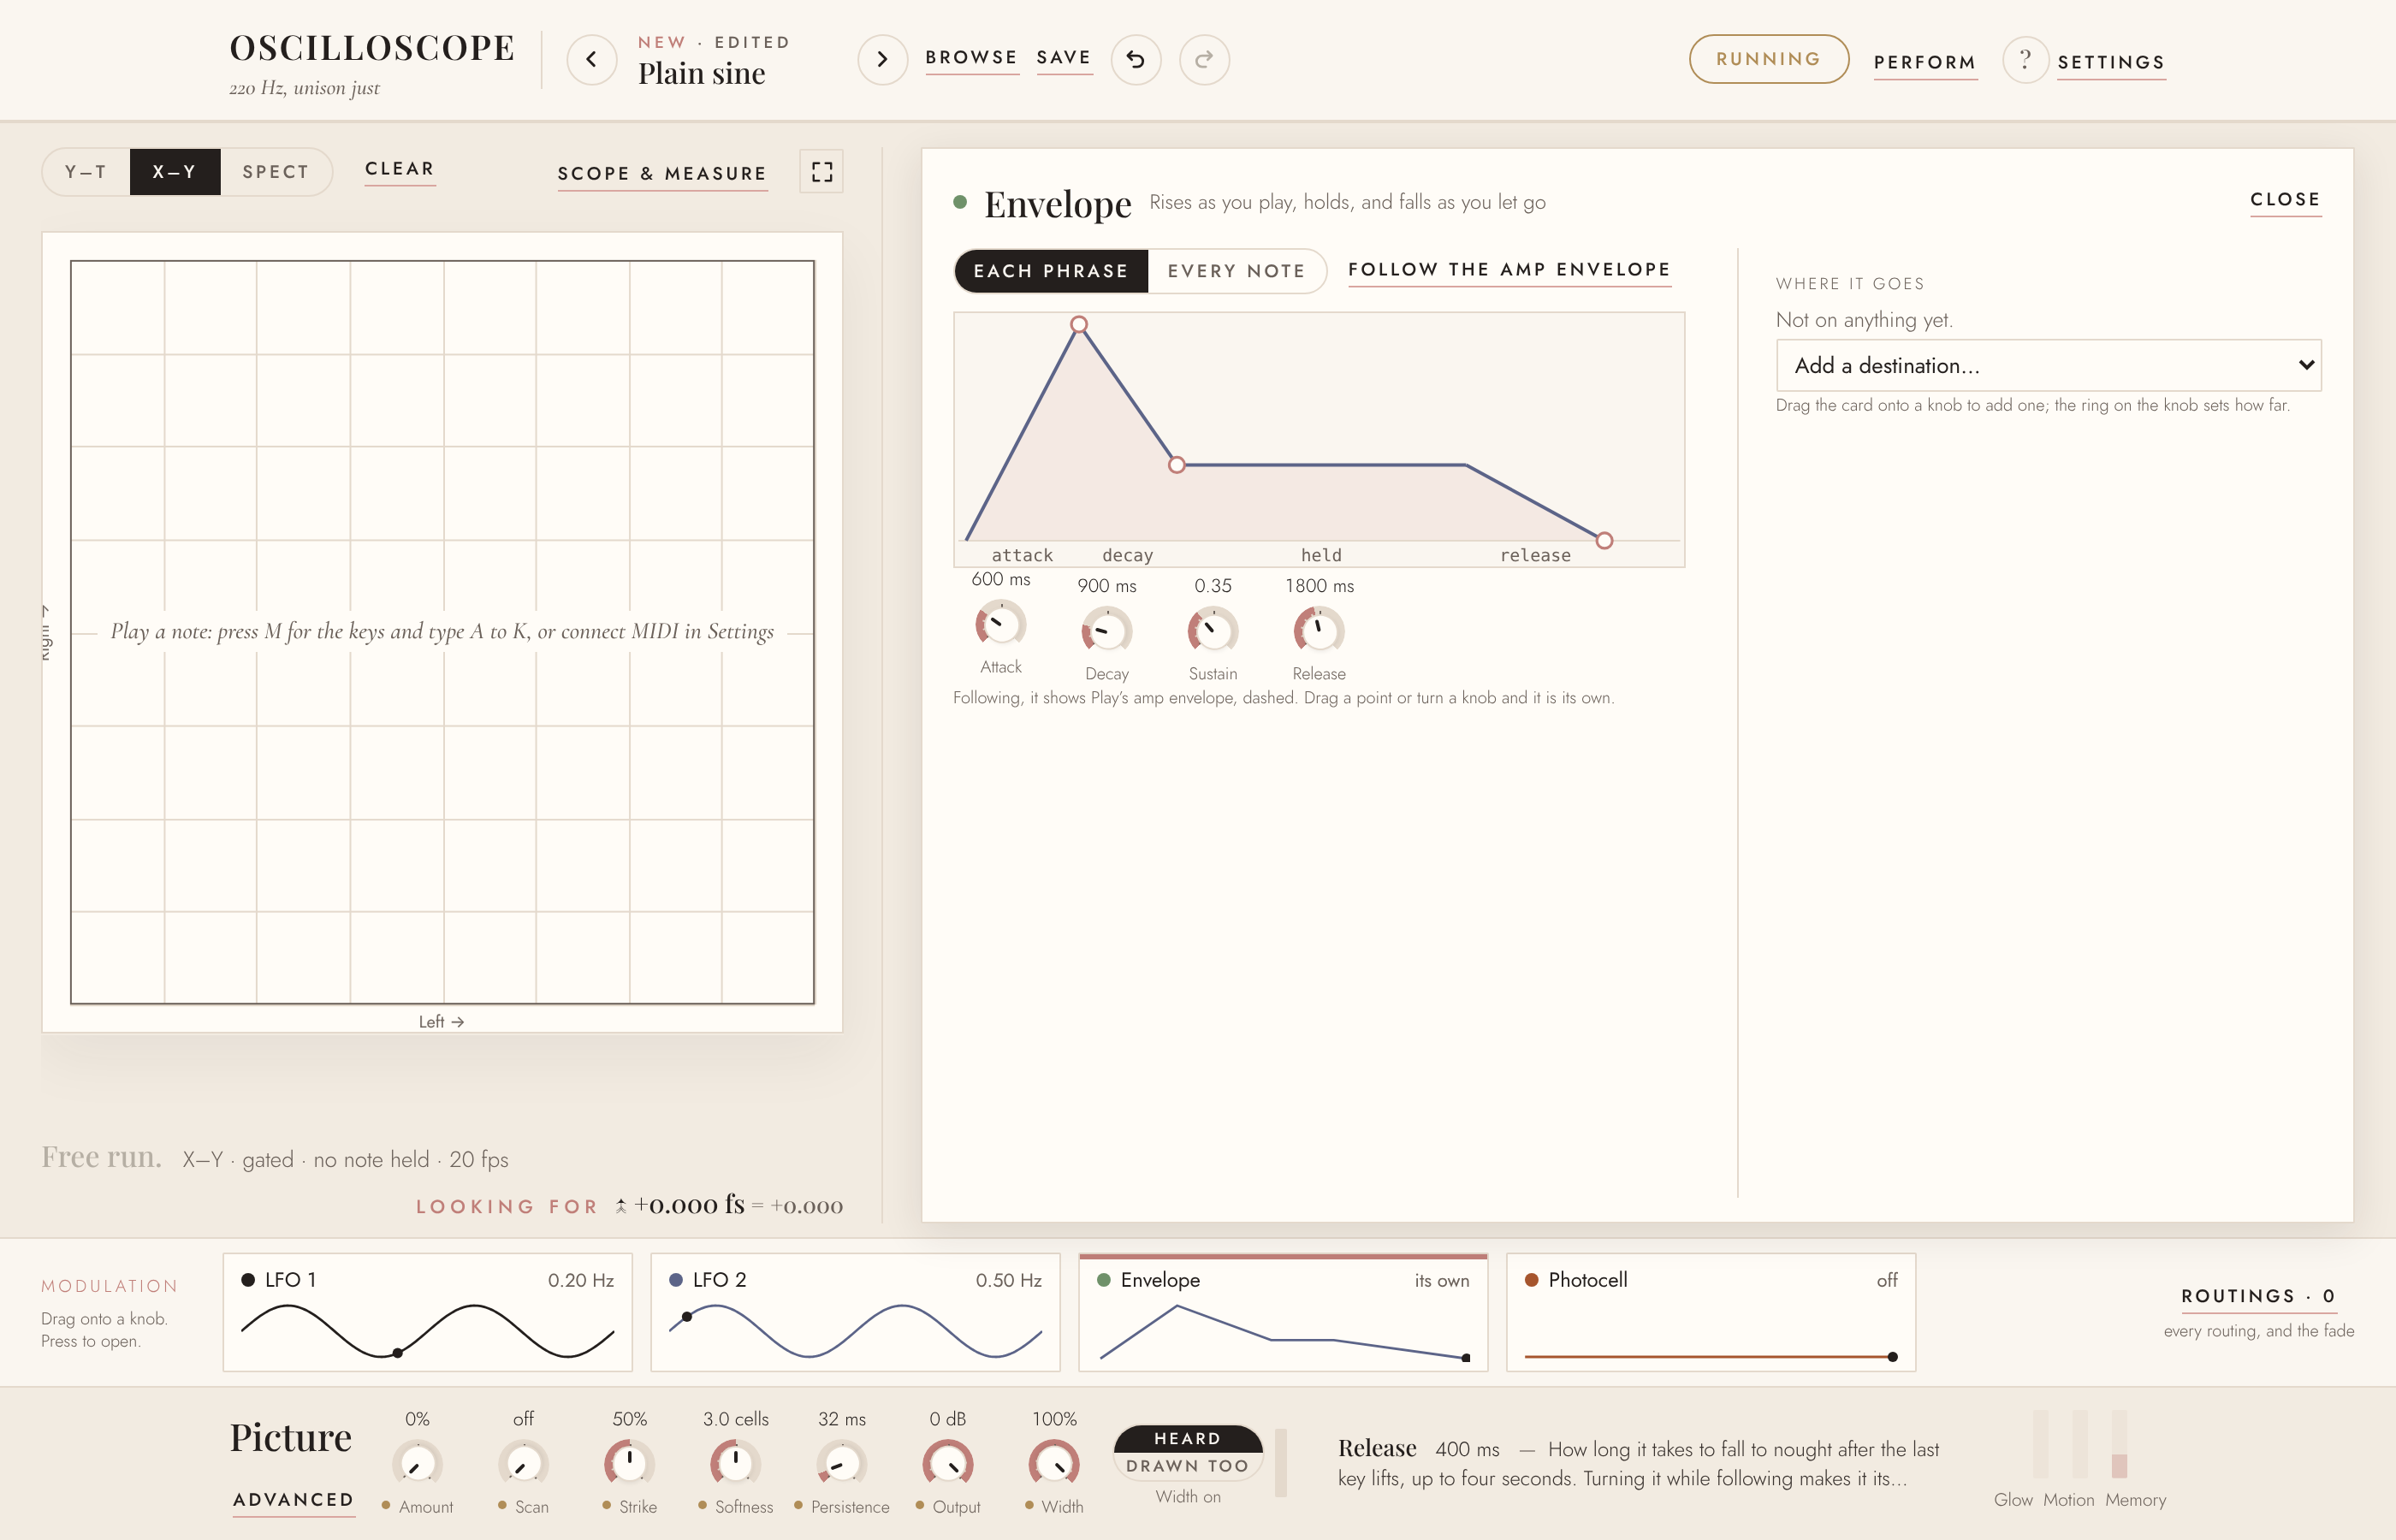 OSCILLOSCOPE
220 Hz, unison just
NEW · EDITED
Plain sine
BROWSE
SAVE
RUNNING
PERFORM
?
SETTINGS
Y–T
X–Y
SPECT
CLEAR
SCOPE & MEASURE
Right →
Play a note: press M for the keys and type A to K, or connect MIDI in Settings
Left →
Free run. X–Y · gated · no note held · 20 fps
LOOKING FOR +0.000 fs = +0.000
Envelope Rises as you play, holds, and falls as you let go
CLOSE
EACH PHRASE
EVERY NOTE
FOLLOW THE AMP ENVELOPE
attack decay held release
600 ms 900 ms 0.35 1800 ms
Attack Decay Sustain Release
Following, it shows Play’s amp envelope, dashed. Drag a point or turn a knob and it is its own.
WHERE IT GOES
Not on anything yet.
Add a destination…
Drag the card onto a knob to add one; the ring on the knob sets how far.
MODULATION
Drag onto a knob.
Press to open.
LFO 1 0.20 Hz
LFO 2 0.50 Hz
Envelope its own
Photocell off
ROUTINGS · 0
every routing, and the fade
Picture
ADVANCED
0% off 50% 3.0 cells 32 ms 0 dB 100%
Amount Scan Strike Softness Persistence Output Width
HEARD
DRAWN TOO
Width on
Release 400 ms — How long it takes to fall to nought after the last
key lifts, up to four seconds. Turning it while following makes it its…
Glow Motion Memory